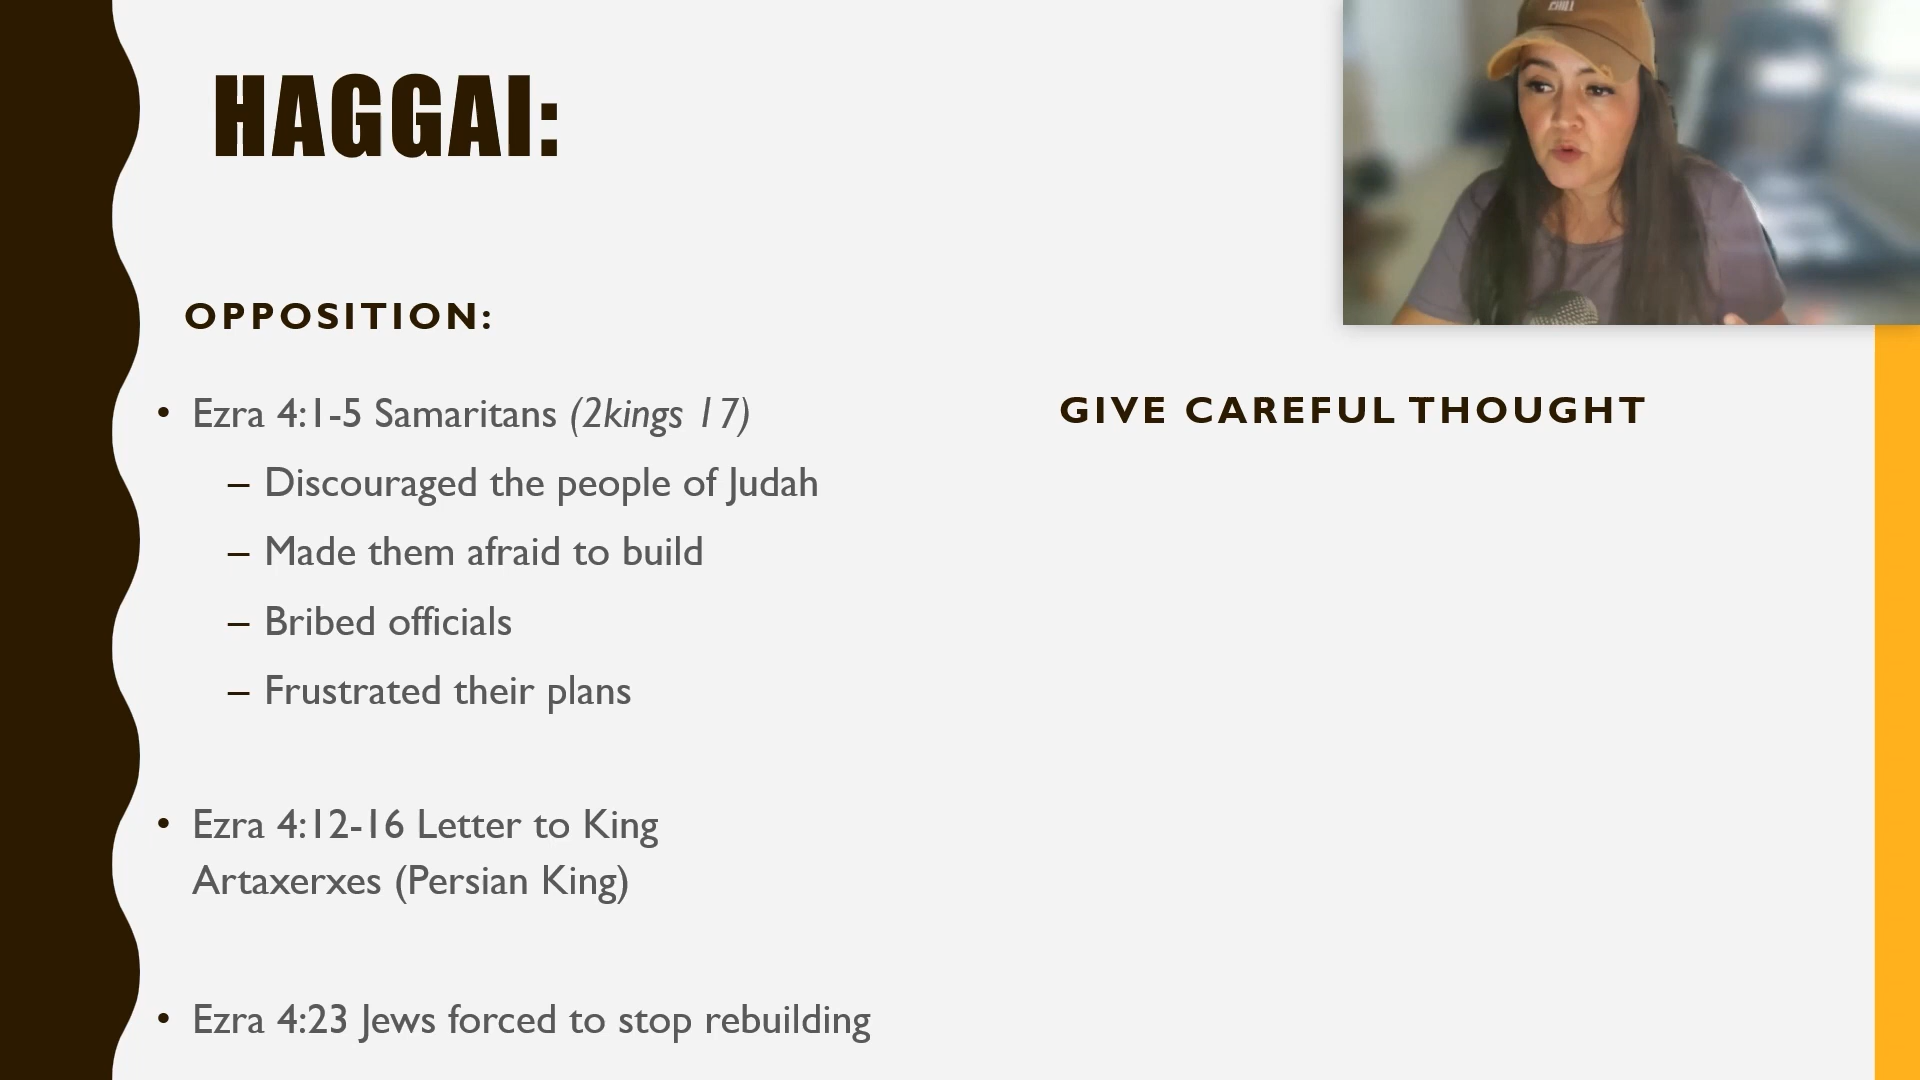 HAGGAI:
CHILL
OPPOSITION:
• Ezra 4:1-5 Samaritans (2kings 17)
– Discouraged the people of Judah
– Made them afraid to build
– Bribed officials
– Frustrated their plans
• Ezra 4:12-16 Letter to King
Artaxerxes (Persian King)
• Ezra 4:23 Jews forced to stop rebuilding
GIVE CAREFUL THOUGHT